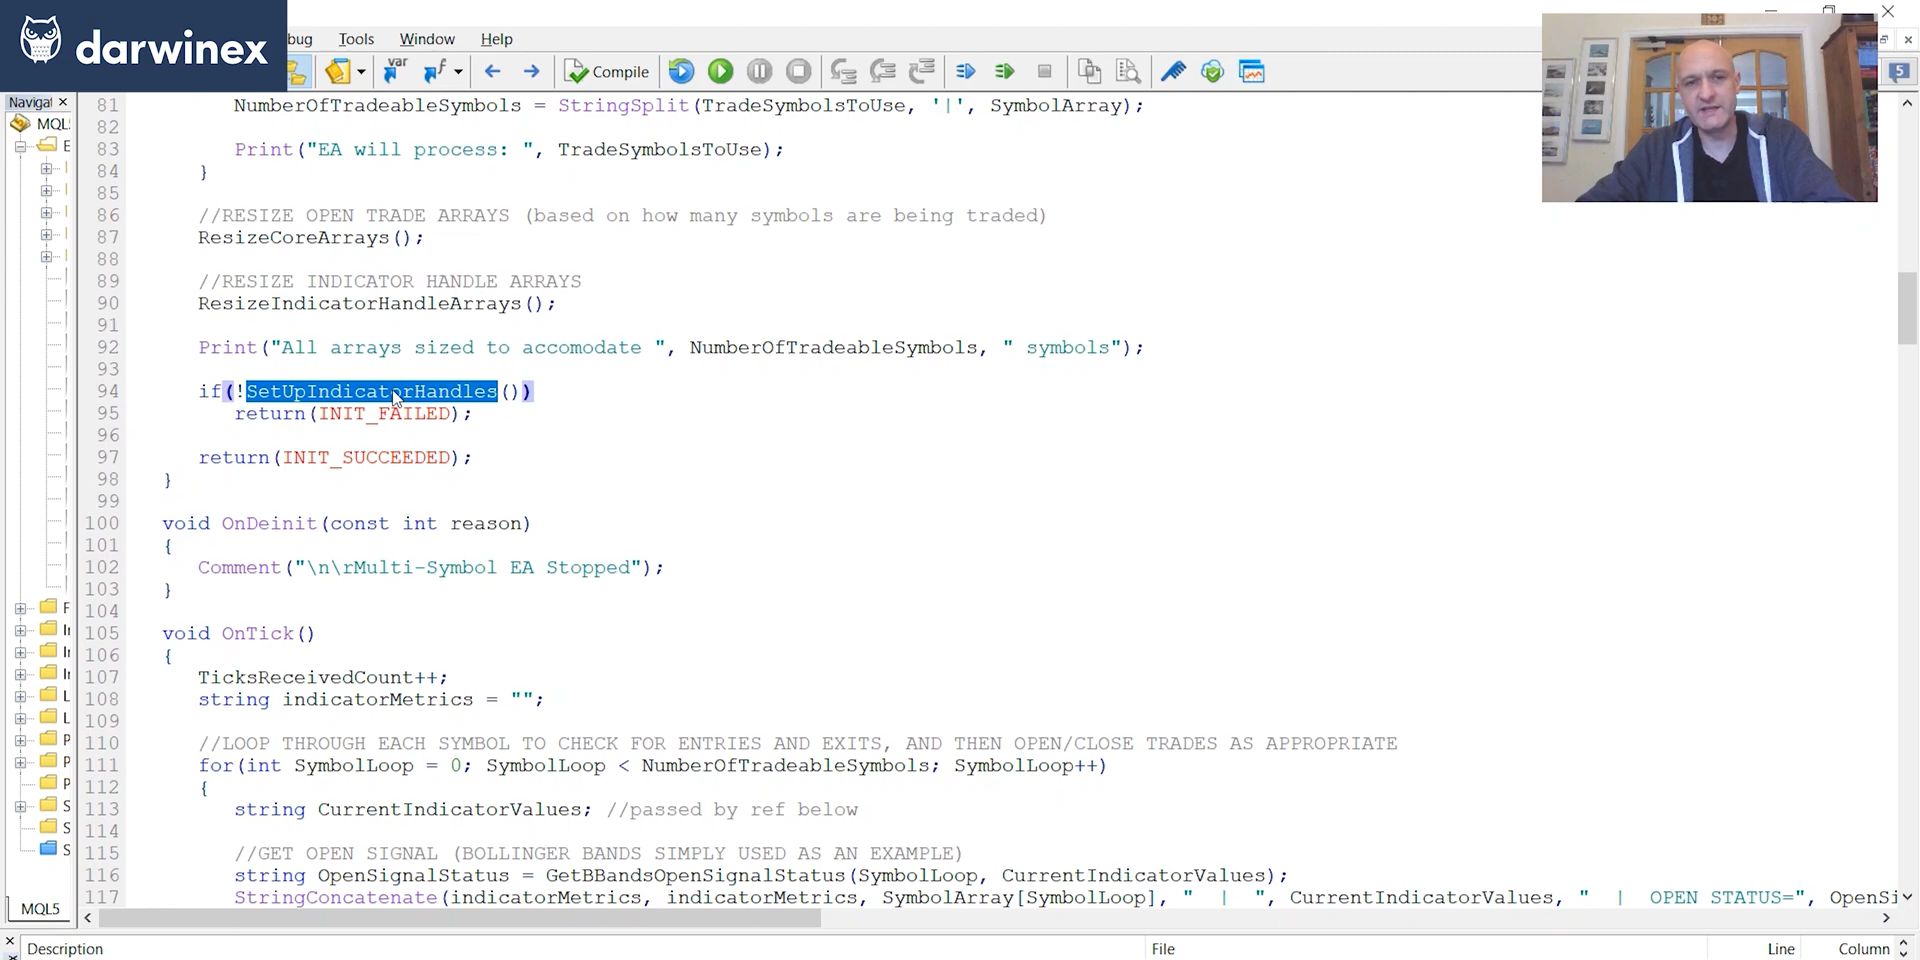 darwinex
bug Tools Window Help
var
Compile
5
Navigat
MQL5
E
81 NumberOfTradeableSymbols = StringSplit(TradeSymbolsToUse, '|', SymbolArray);
82
83 Print("EA will process: ", TradeSymbolsToUse);
84 }
85
86 //RESIZE OPEN TRADE ARRAYS (based on how many symbols are being traded)
87 ResizeCoreArrays();
88
89 //RESIZE INDICATOR HANDLE ARRAYS
90 ResizeIndicatorHandleArrays();
91
92 Print("All arrays sized to accomodate ", NumberOfTradeableSymbols, " symbols");
93
94 if(!SetUpIndicatorHandles())
95 return(INIT_FAILED);
96
97 return(INIT_SUCCEEDED);
98 }
99
100 void OnDeinit(const int reason)
101 {
102 Comment("\n\rMulti-Symbol EA Stopped");
103 }
104
105 void OnTick()
106 {
107 TicksReceivedCount++;
108 string indicatorMetrics = "";
109
110 //LOOP THROUGH EACH SYMBOL TO CHECK FOR ENTRIES AND EXITS, AND THEN OPEN/CLOSE TRADES AS APPROPRIATE
111 for(int SymbolLoop = 0; SymbolLoop < NumberOfTradeableSymbols; SymbolLoop++)
112 {
113 string CurrentIndicatorValues; //passed by ref below
114
115 //GET OPEN SIGNAL (BOLLINGER BANDS SIMPLY USED AS AN EXAMPLE)
116 string OpenSignalStatus = GetBBandsOpenSignalStatus(SymbolLoop, CurrentIndicatorValues);
117 StringConcatenate(indicatorMetrics, indicatorMetrics, SymbolArray[SymbolLoop], " | ", CurrentIndicatorValues, " | OPEN STATUS=", OpenSi
MQL5
Description File Line Column